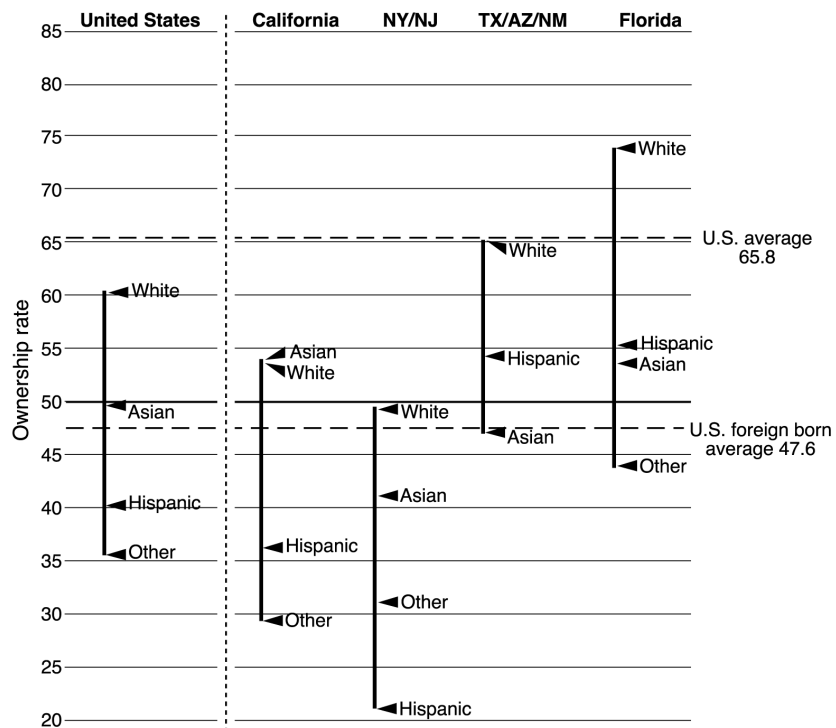 United States California NY/NJ TX/AZ/NM Florida
85
80
75
White
70
65
U.S. average
65.8
White
60
White
Ownership rate
55
Asian
White
Hispanic
Hispanic
Asian
50
Asian
White
Asian
U.S. foreign born
average 47.6
45
Other
Asian
40
Hispanic
35
Other
Hispanic
30
Other
Other
25
20
Hispanic